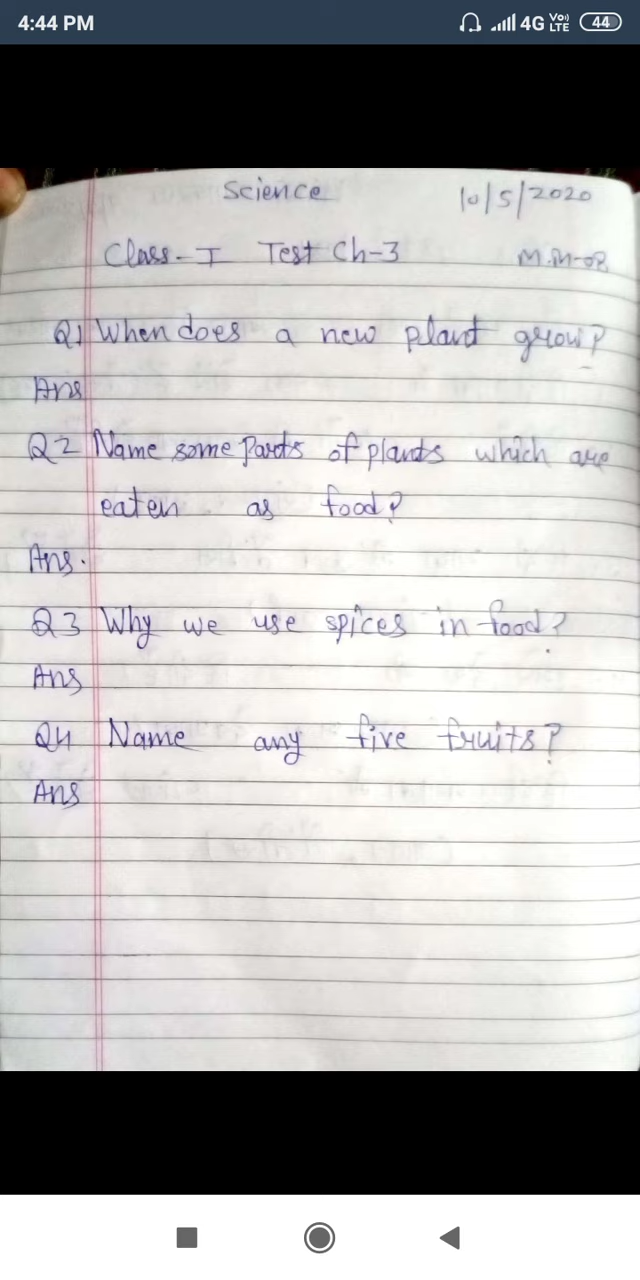 4:44 PM 4G Vo) LTE 44
Science 10/5/2020
Class-I Test Ch-3 M.M-08
Q1 When does a new plant grow?
Ans
Q2 Name some parts of plants which are
eaten as food?
Ans.
Q3 Why we use spices in food?
Ans
Q4 Name any five fruits?
Ans